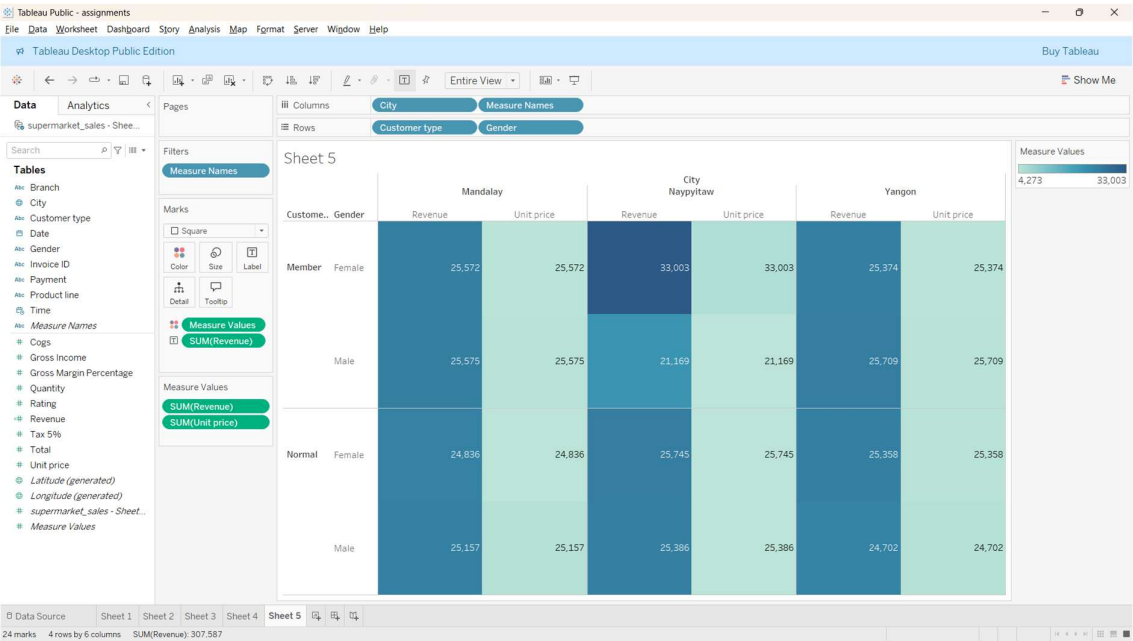 Tableau Public - assignments
File Data Worksheet Dashboard Story Analysis Map Format Server Window Help
Tableau Desktop Public Edition Buy Tableau
Entire View Show Me
Data Analytics
supermarket_sales - Shee...
Search
Tables
Abc Branch
City
Abc Customer type
Date
Abc Gender
Abc Invoice ID
Abc Payment
Abc Product line
Time
Abc Measure Names
# Cogs
# Gross Income
# Gross Margin Percentage
# Quantity
# Rating
=# Revenue
# Tax 5%
# Total
# Unit price
Latitude (generated)
Longitude (generated)
# supermarket_sales - Sheet...
# Measure Values
Pages
Filters
Measure Names
Marks
Square
Color Size Label
Detail Tooltip
Measure Values
SUM(Revenue)
Measure Values
SUM(Revenue)
SUM(Unit price)
Columns City Measure Names
Rows Customer type Gender
Sheet 5
City
Mandalay Naypyitaw Yangon
Custome.. Gender Revenue Unit price Revenue Unit price Revenue Unit price
Member Female 25,572 25,572 33,003 33,003 25,374 25,374
Male 25,575 25,575 21,169 21,169 25,709 25,709
Normal Female 24,836 24,836 25,745 25,745 25,358 25,358
Male 25,157 25,157 25,386 25,386 24,702 24,702
Measure Values
4,273 33,003
Data Source Sheet 1 Sheet 2 Sheet 3 Sheet 4 Sheet 5
24 marks 4 rows by 6 columns SUM(Revenue): 307,587